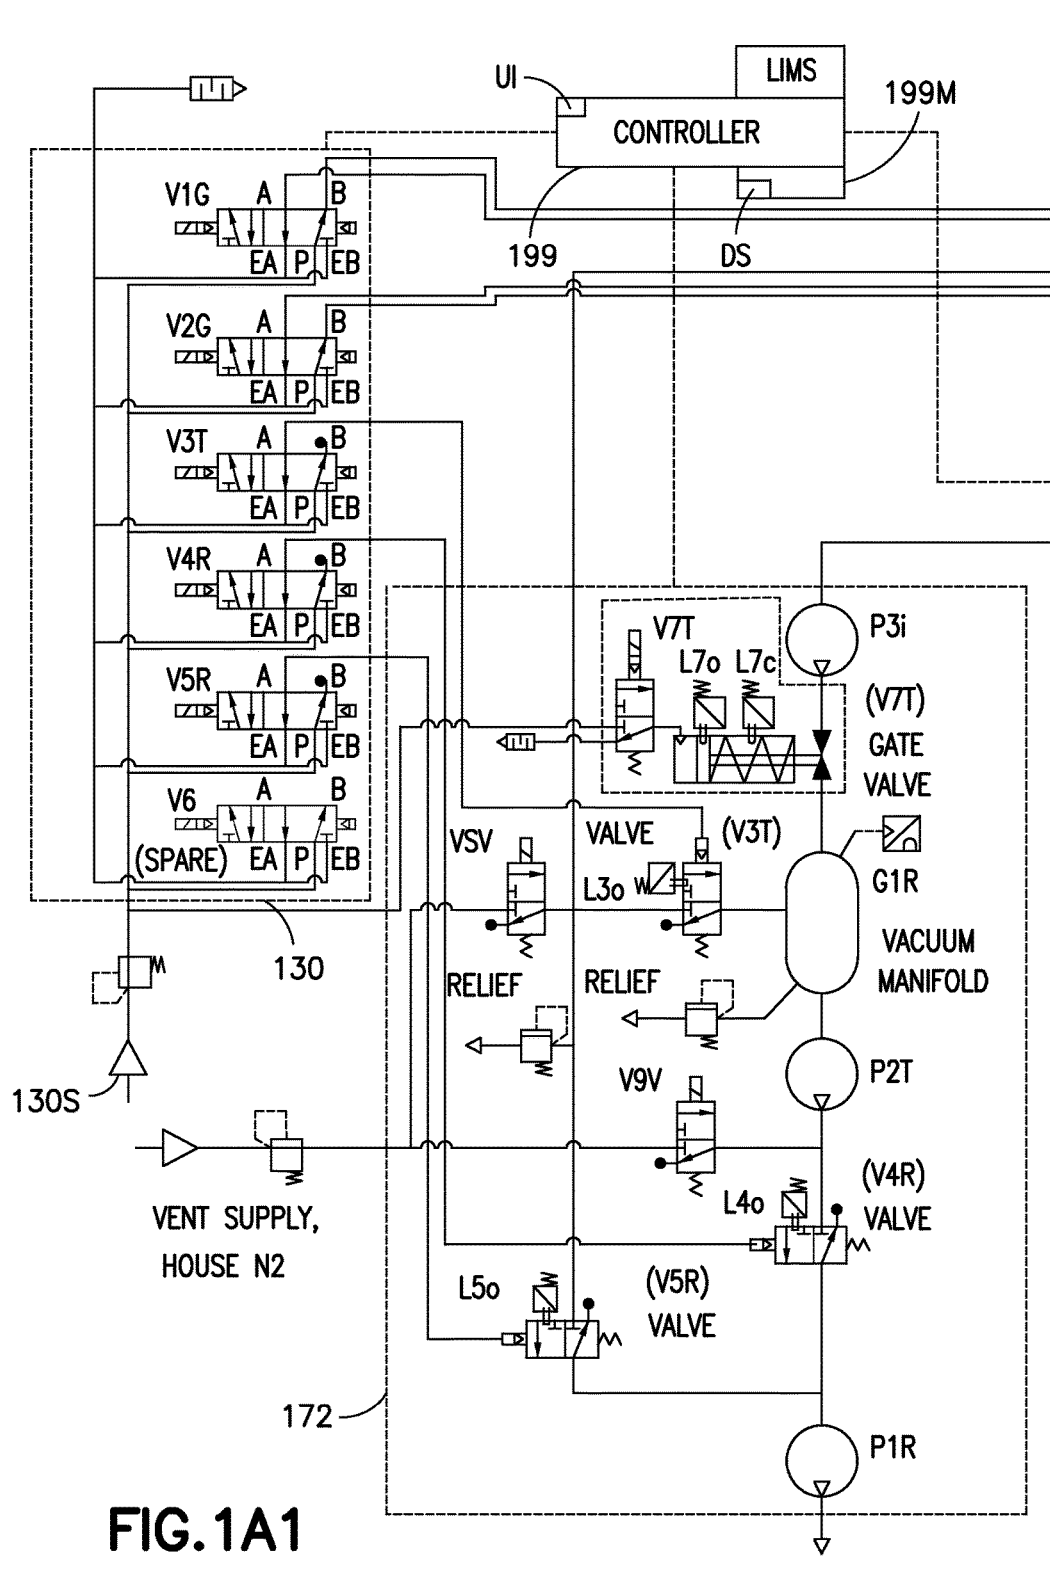 LIMS
UI
199M
CONTROLLER
199
DS
V1G
A
B
EA
P
EB
V2G
A
B
EA
P
EB
V3T
A
B
EA
P
EB
V4R
A
B
EA
P
EB
V5R
A
B
EA
P
EB
V6
(SPARE)
A
B
EA
P
EB
130
130S
V7T
L7o
L7c
P3i
(V7T)
GATE
VALVE
VSV
VALVE
(V3T)
L3o
G1R
VACUUM
MANIFOLD
RELIEF
RELIEF
P2T
V9V
VENT SUPPLY,
HOUSE N2
L4o
(V4R)
VALVE
L5o
(V5R)
VALVE
172
P1R
FIG.1A1